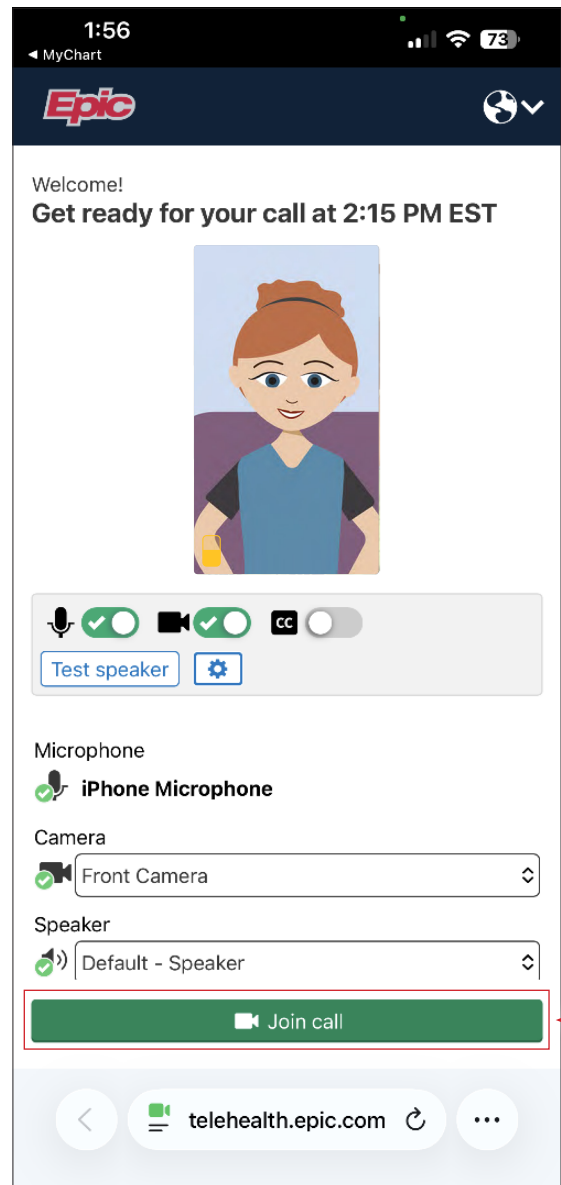 1:56
73
◀ MyChart
Epic
Welcome!
Get ready for your call at 2:15 PM EST
CC
Test speaker
Microphone
iPhone Microphone
Camera
Front Camera
Speaker
Default - Speaker
Join call
telehealth.epic.com